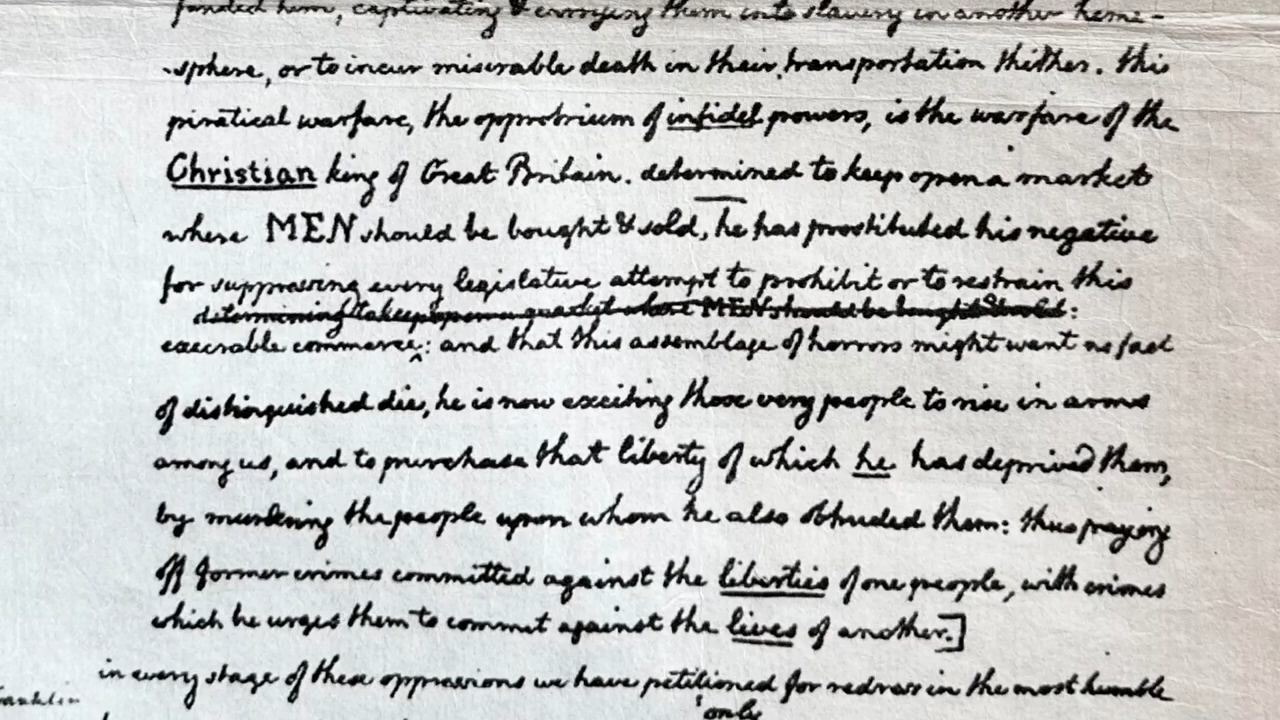 fended him, captivating & carrying them into slavery in another hemi-
-sphere, or to incur miserable death in their transportation thither. this
piratical warfare, the opprobrium of infidel powers, is the warfare of the
Christian king of Great Britain. determined to keep open a market
where MEN should be bought & sold, he has prostituted his negative
for suppressing every legislative attempt to prohibit or to restrain this
determining to keep open a market where MEN should be bought & sold:
execrable commerce: and that this assemblage of horrors might want no fact
of distinguished die, he is now exciting those very people to rise in arms
among us, and to purchase that liberty of which he has deprived them,
by murdering the people upon whom he also obtruded them: thus paying
off former crimes committed against the liberties of one people, with crimes
which he urges them to commit against the lives of another.]
in every stage of these oppressions we have petitioned for redress in the most humble
only